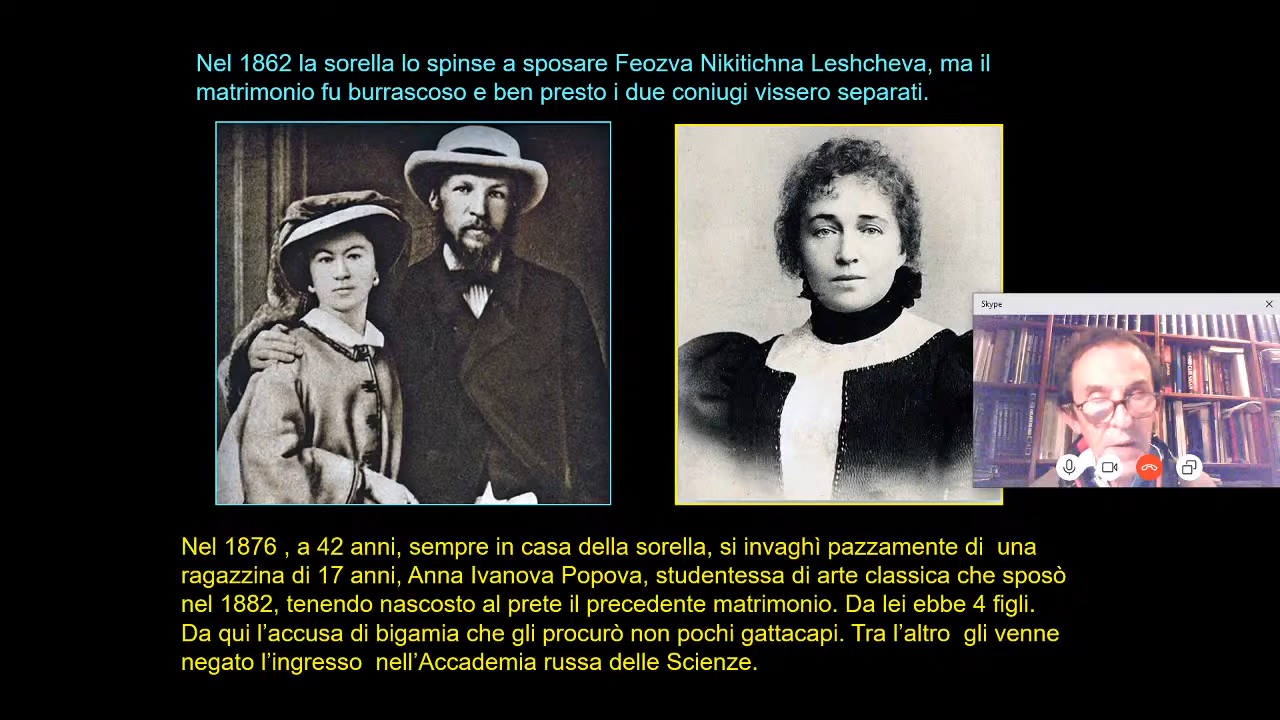 Nel 1862 la sorella lo spinse a sposare Feozva Nikitichna Leshcheva, ma il
matrimonio fu burrascoso e ben presto i due coniugi vissero separati.
Skype
Nel 1876 , a 42 anni, sempre in casa della sorella, si invaghì pazzamente di  una
ragazzina di 17 anni, Anna Ivanova Popova, studentessa di arte classica che sposò
nel 1882, tenendo nascosto al prete il precedente matrimonio. Da lei ebbe 4 figli.
Da qui l’accusa di bigamia che gli procurò non pochi gattacapi. Tra l’altro  gli venne
negato l’ingresso  nell’Accademia russa delle Scienze.